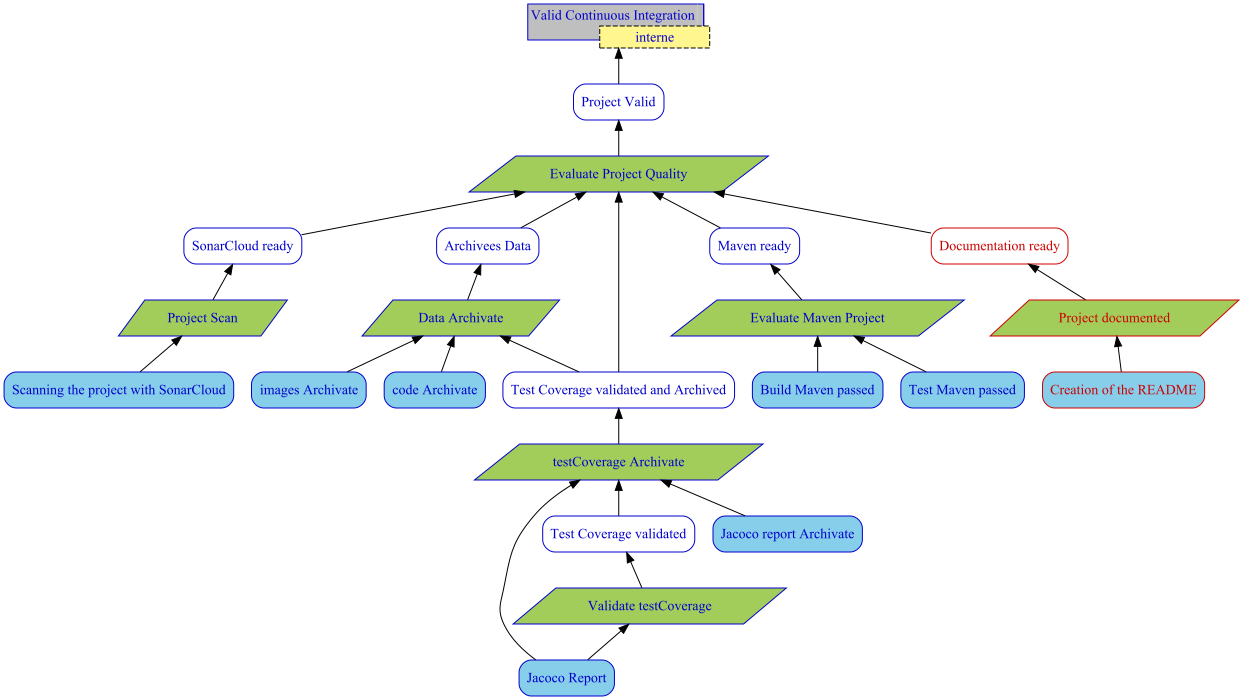 Valid Continuous Integration
interne
Project Valid
Evaluate Project Quality
SonarCloud ready
Archivees Data
Maven ready
Documentation ready
Project Scan
Data Archivate
Evaluate Maven Project
Project documented
Scanning the project with SonarCloud
images Archivate
code Archivate
Test Coverage validated and Archived
Build Maven passed
Test Maven passed
Creation of the README
testCoverage Archivate
Test Coverage validated
Jacoco report Archivate
Validate testCoverage
Jacoco Report